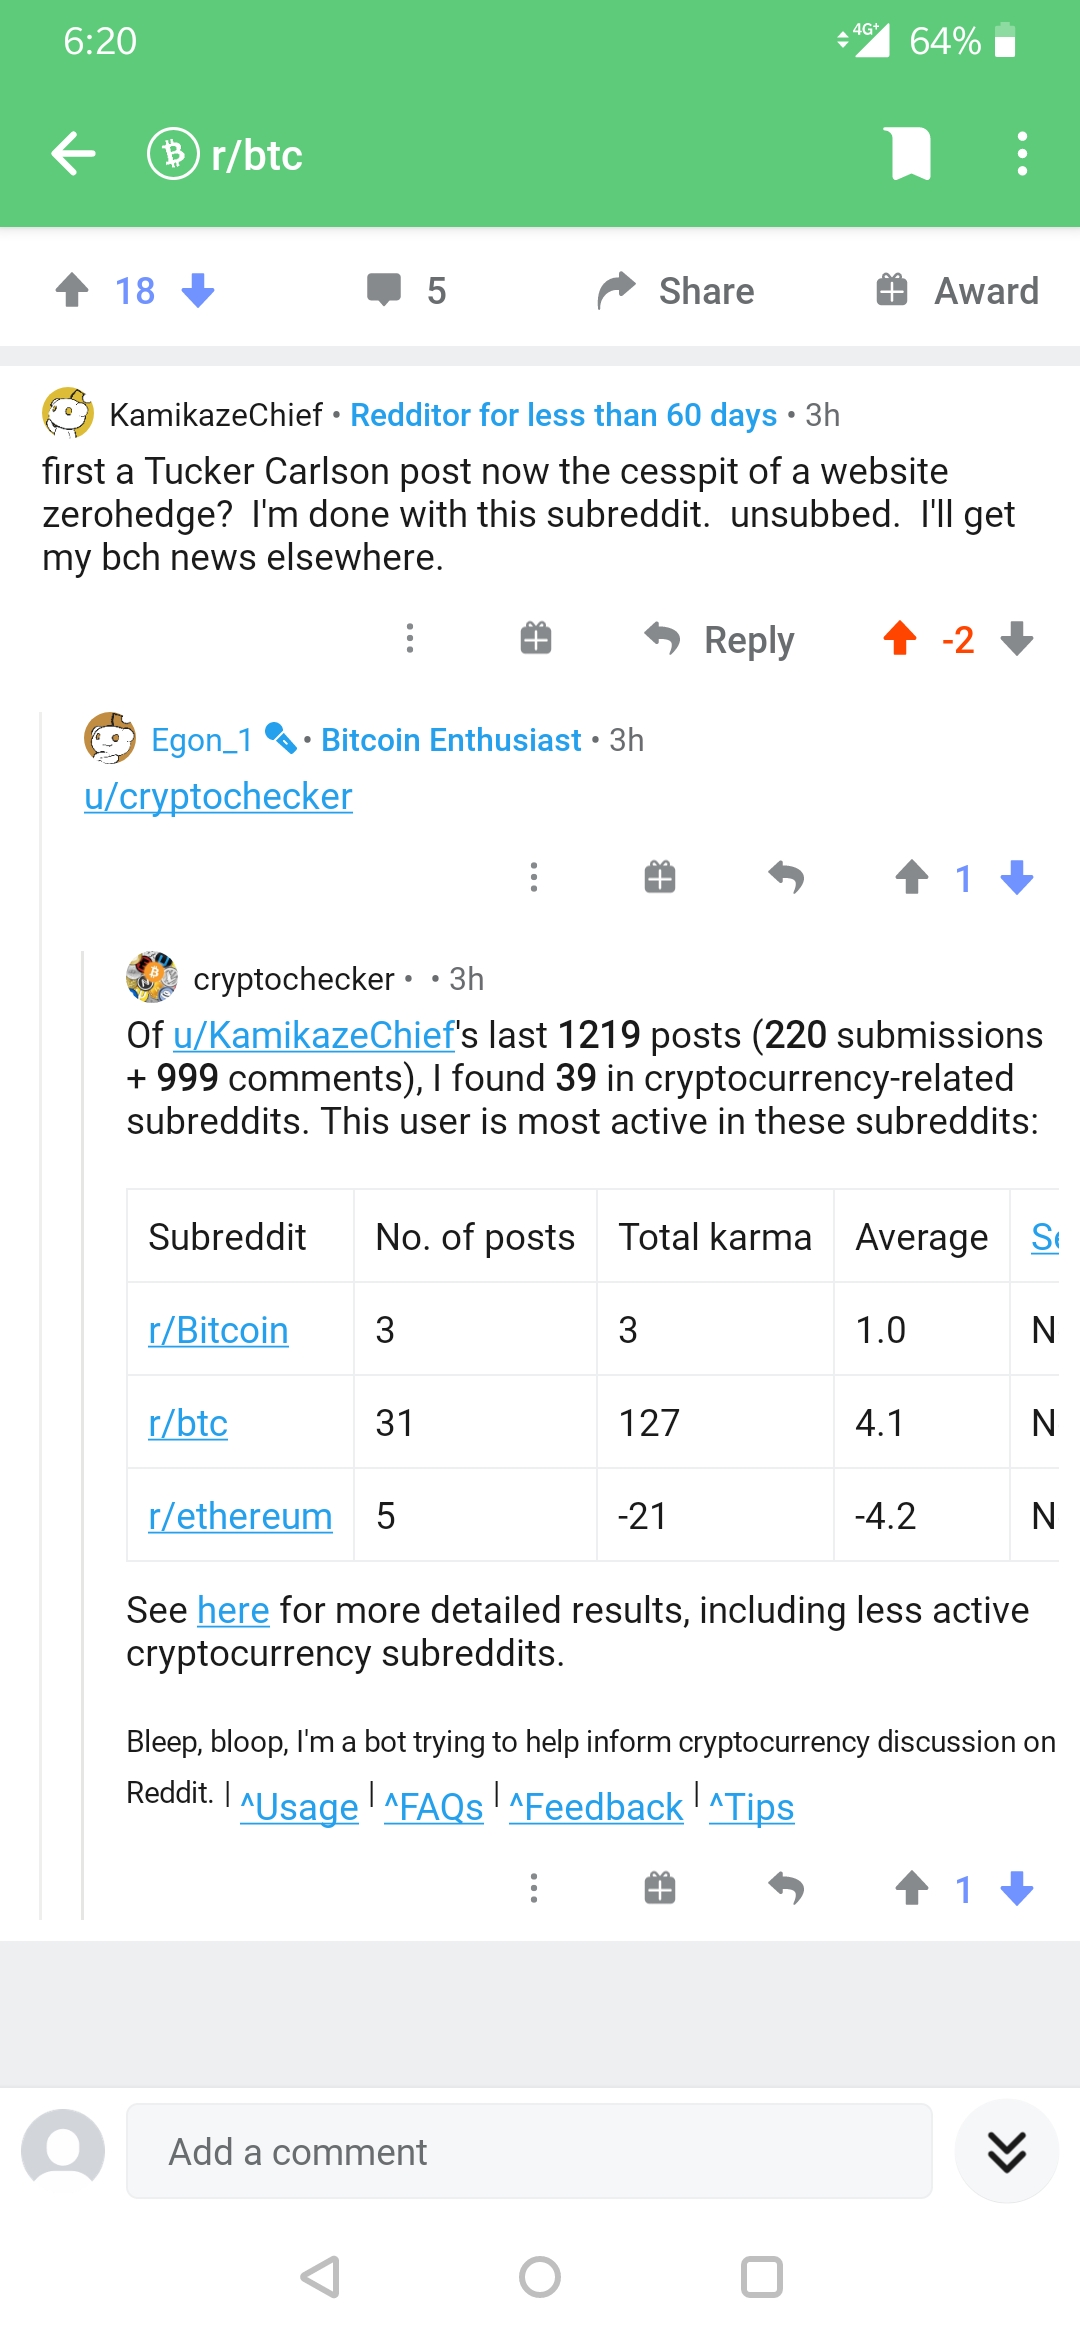 6:20 4G+ 64%
r/btc
18 5 Share Award
KamikazeChief • Redditor for less than 60 days • 3h
first a Tucker Carlson post now the cesspit of a website
zerohedge?  I'm done with this subreddit.  unsubbed.  I'll get
my bch news elsewhere.
Reply -2
Egon_1 • Bitcoin Enthusiast • 3h
u/cryptochecker
1
cryptochecker • • 3h
Of u/KamikazeChief's last 1219 posts (220 submissions
+ 999 comments), I found 39 in cryptocurrency-related
subreddits. This user is most active in these subreddits:
Subreddit No. of posts Total karma Average
r/Bitcoin 3 3 1.0 N
r/btc 31 127 4.1 N
r/ethereum 5 -21 -4.2 N
See here for more detailed results, including less active
cryptocurrency subreddits.
Bleep, bloop, I'm a bot trying to help inform cryptocurrency discussion on
Reddit. | ^Usage | ^FAQs | ^Feedback | ^Tips
1
Add a comment